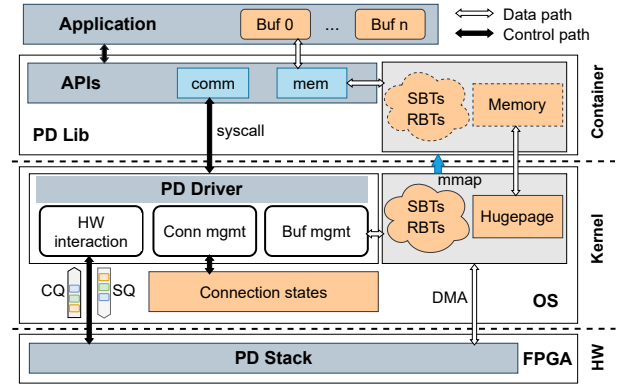 Application
Buf 0
...
Buf n
Data path
Control path
APIs
comm
mem
SBTs
RBTs
Memory
PD Lib
syscall
Container
mmap
PD Driver
HW
interaction
Conn mgmt
Buf mgmt
SBTs
RBTs
Hugepage
Kernel
CQ
SQ
Connection states
DMA
OS
PD Stack
FPGA
HW